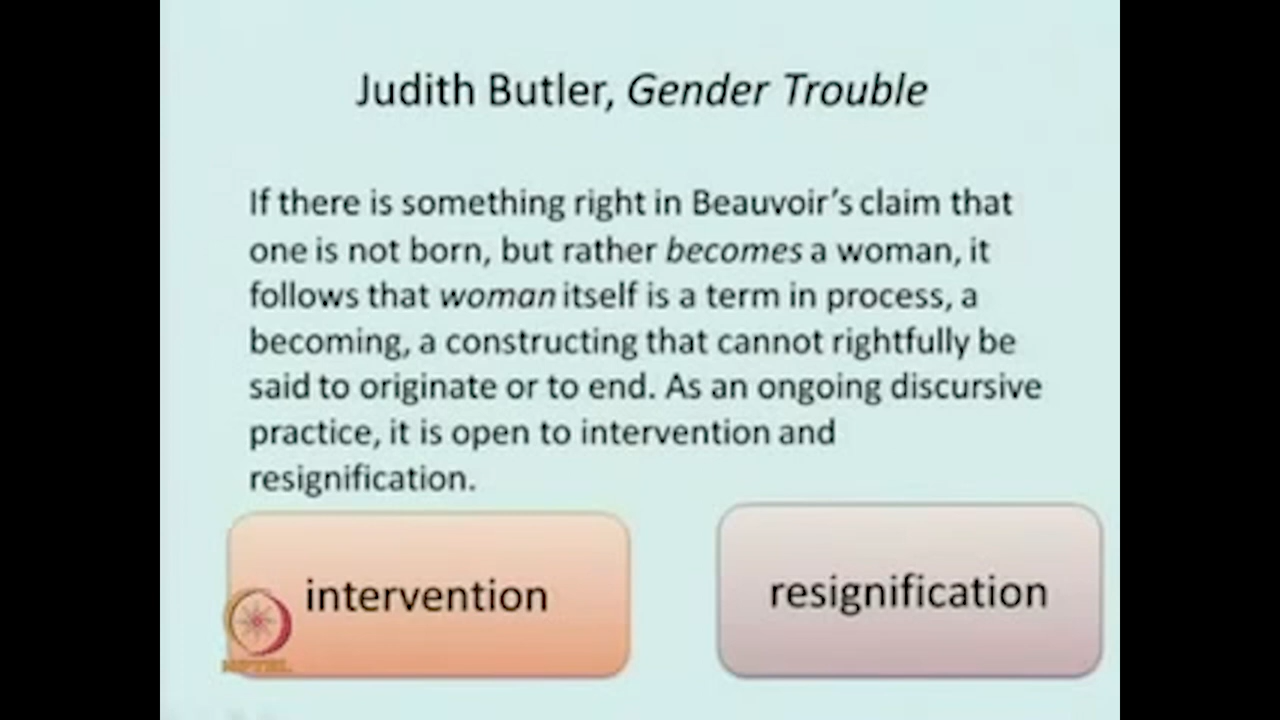 Judith Butler, Gender Trouble
If there is something right in Beauvoir's claim that
one is not born, but rather becomes a woman, it
follows that woman itself is a term in process, a
becoming, a constructing that cannot rightfully be
said to originate or to end. As an ongoing discursive
practice, it is open to intervention and
resignification.
intervention
resignification
NPTEL